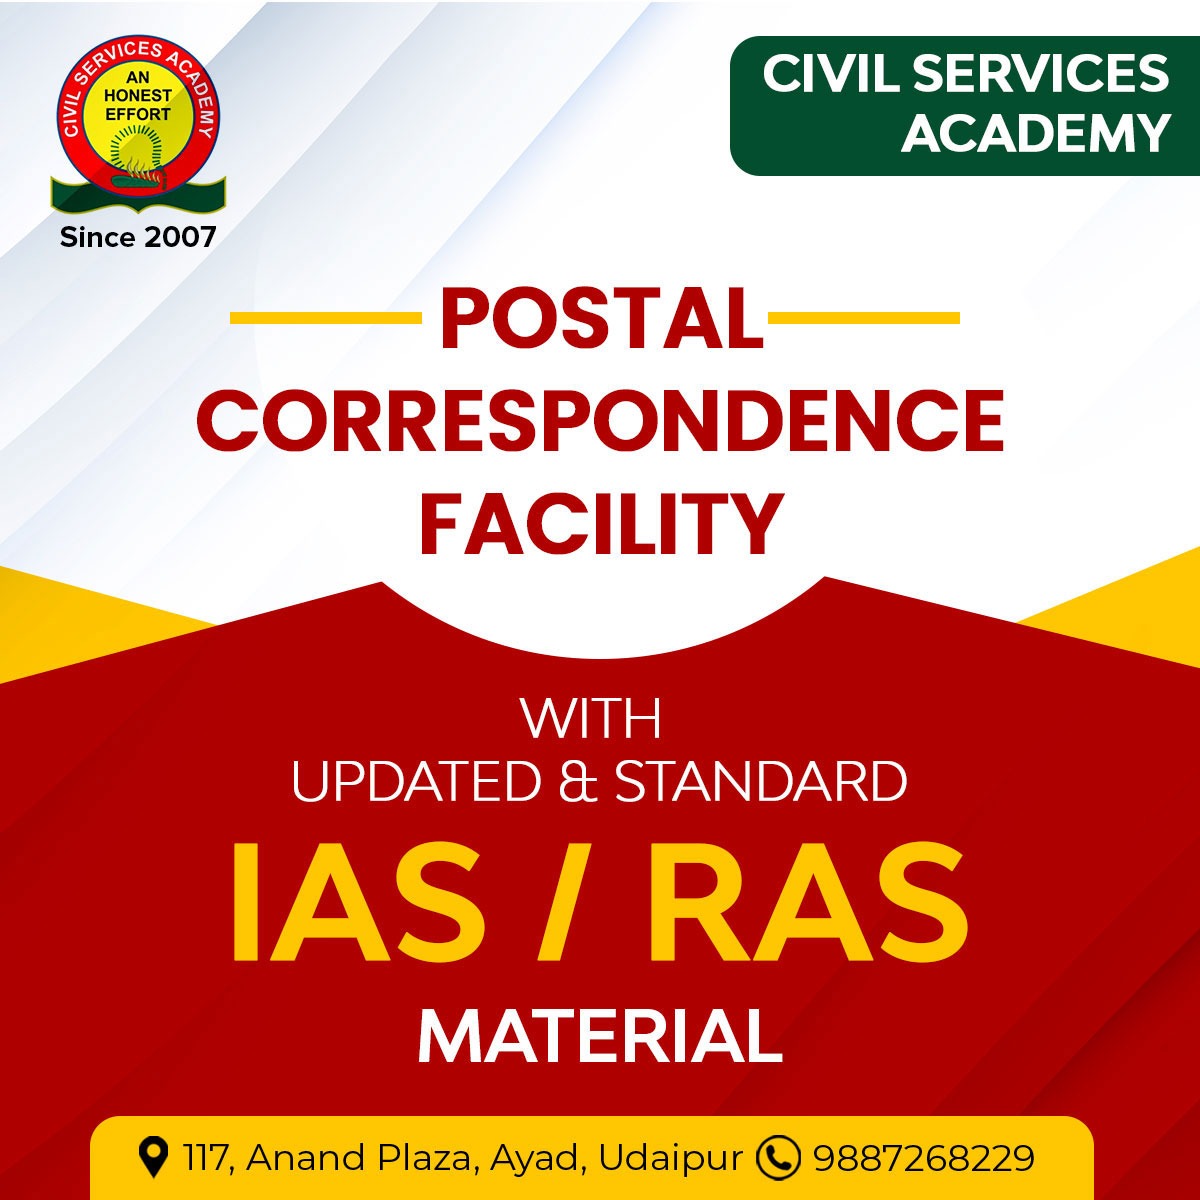 CIVIL SERVICES ACADEMY
AN
HONEST
EFFORT
Since 2007
CIVIL SERVICES
ACADEMY
POSTAL
CORRESPONDENCE
FACILITY
WITH
UPDATED & STANDARD
IAS / RAS
MATERIAL
117, Anand Plaza, Ayad, Udaipur 9887268229